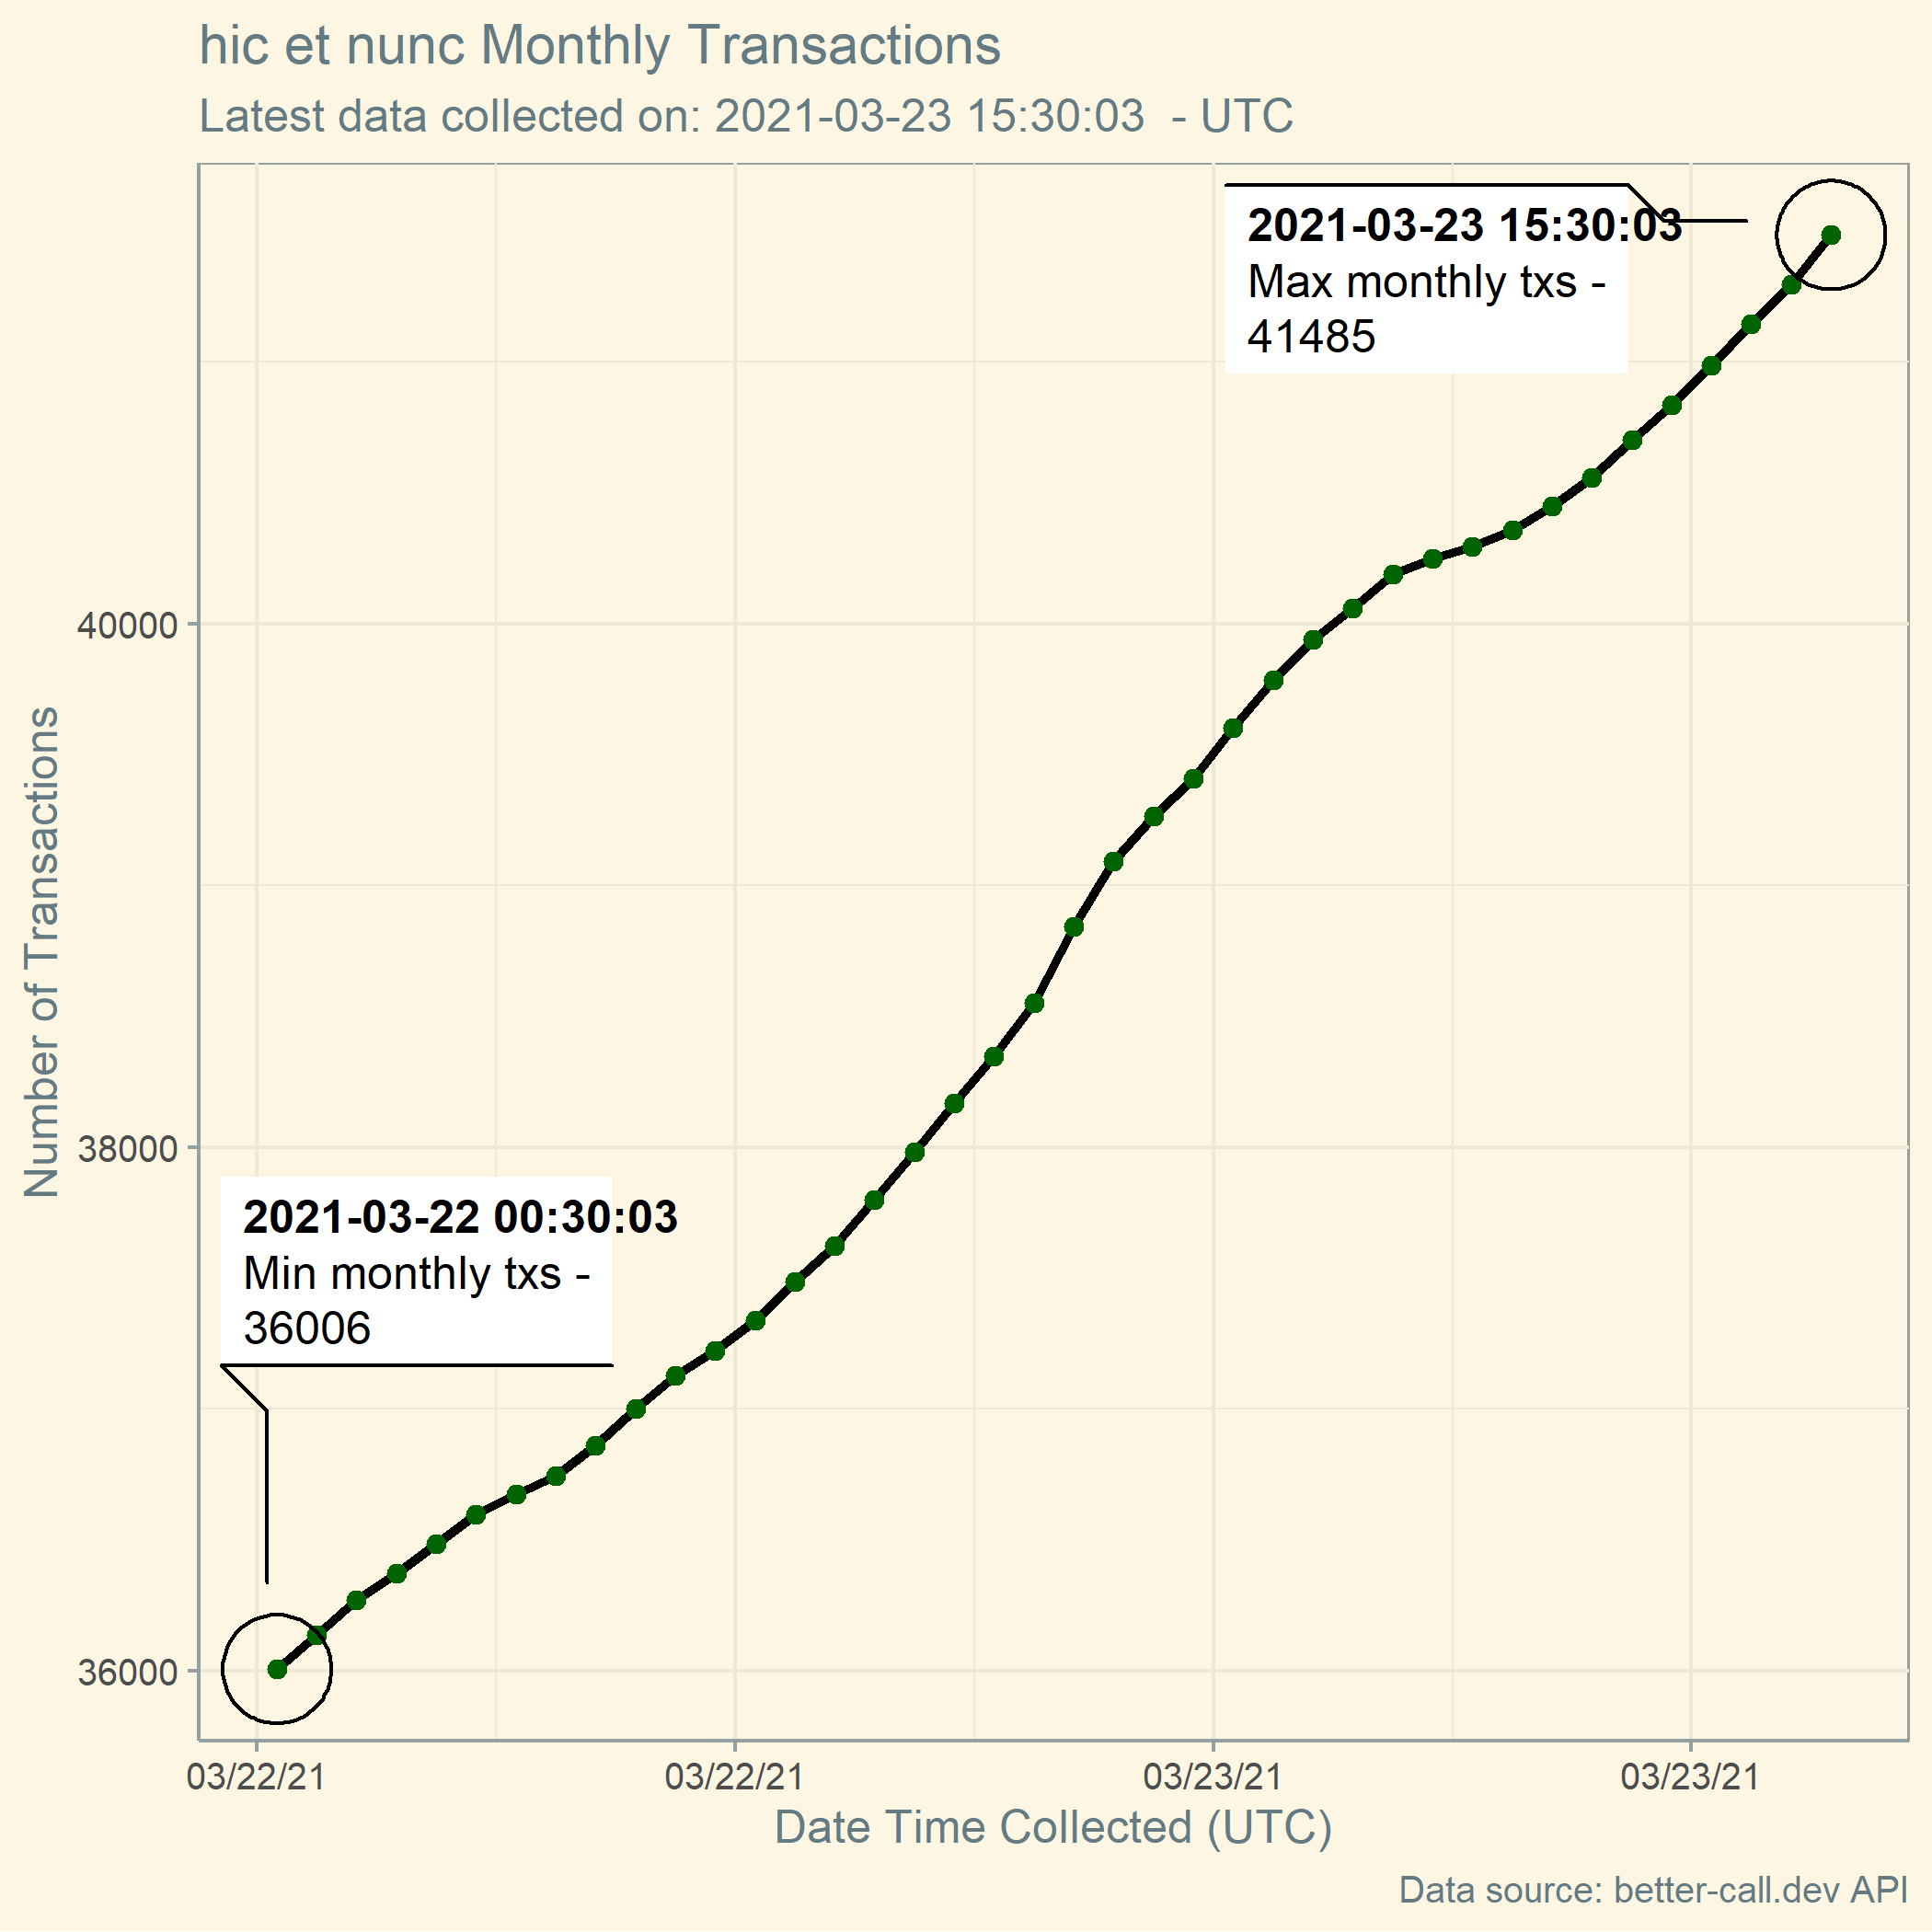 hic et nunc Monthly Transactions
Latest data collected on: 2021-03-23 15:30:03  - UTC
2021-03-23 15:30:03
Max monthly txs -
41485
40000
38000
36000
Number of Transactions
2021-03-22 00:30:03
Min monthly txs -
36006
03/22/21 03/22/21 03/23/21 03/23/21
Date Time Collected (UTC)
Data source: better-call.dev API